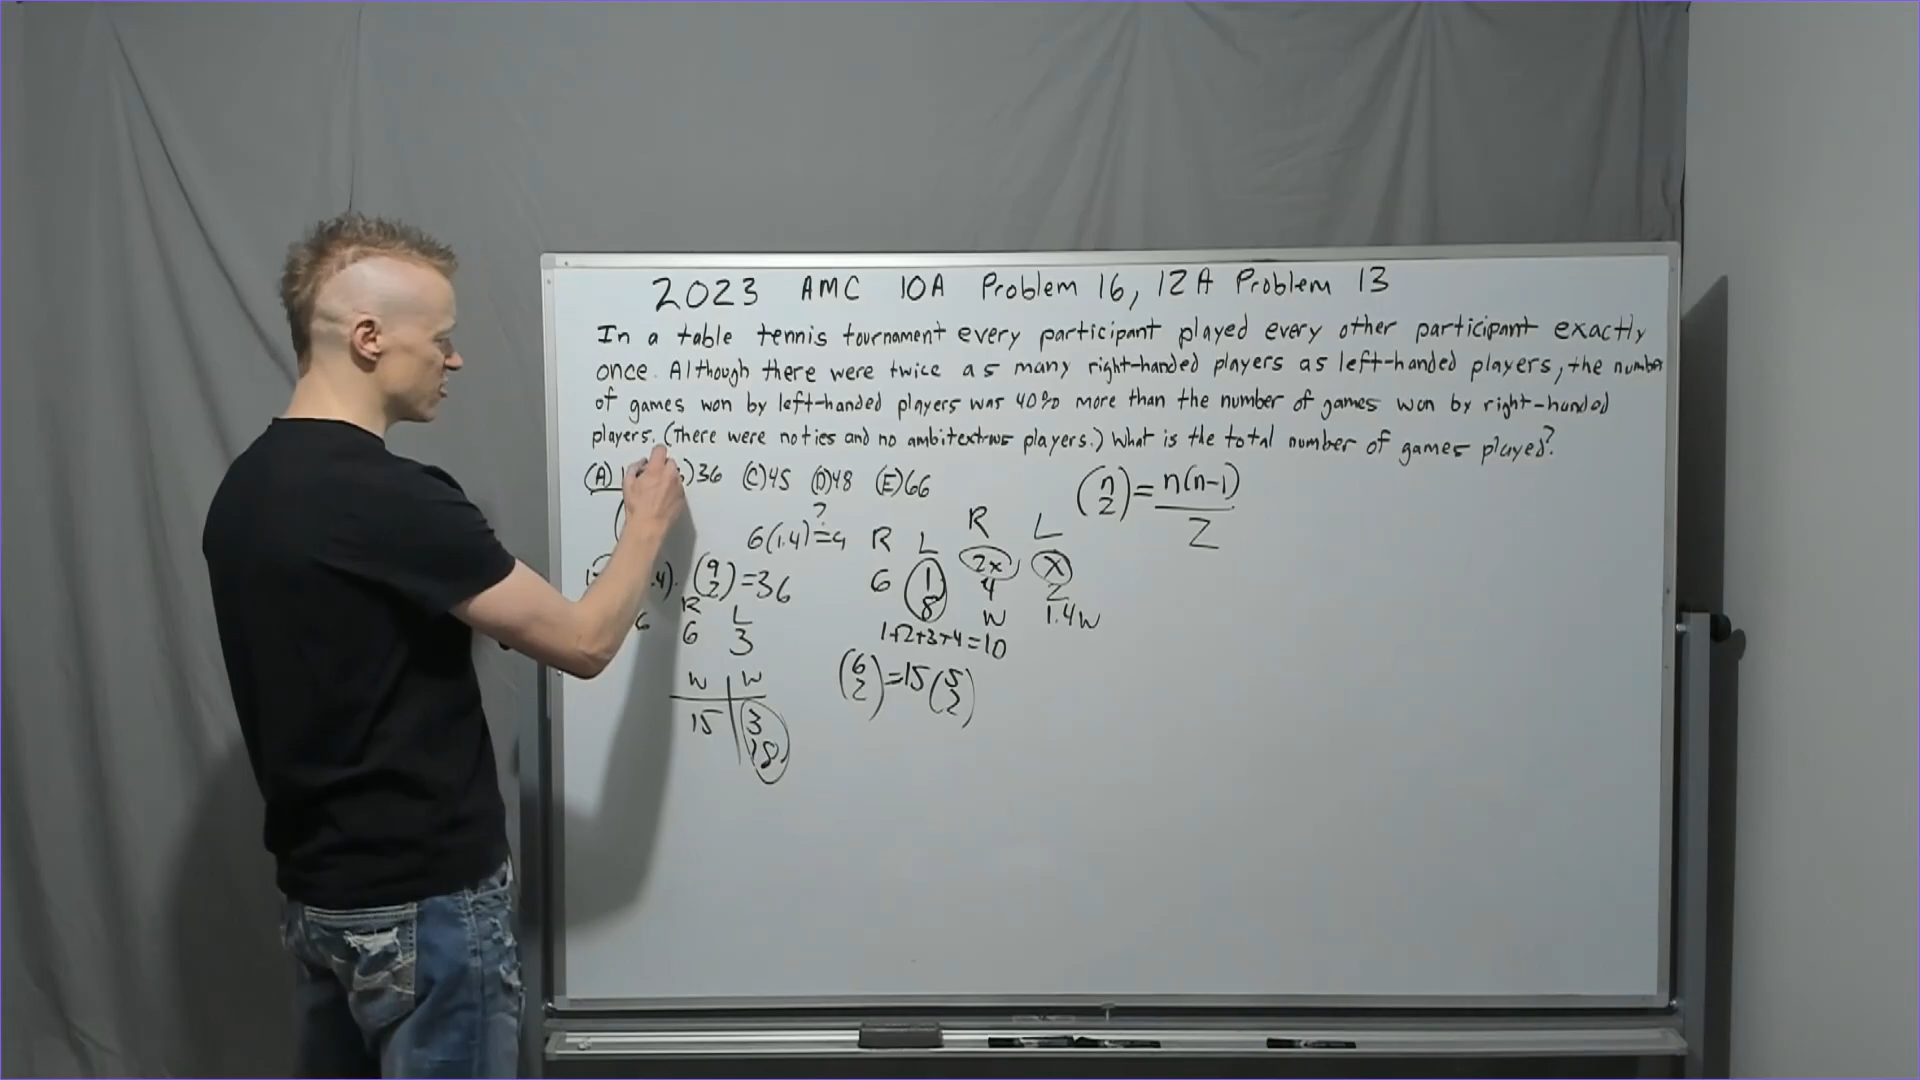 2023 AMC 10A Problem 16, 12A Problem 13
In a table tennis tournament every participant played every other participant exactly
once. Although there were twice as many right-handed players as left-handed players, the number
of games won by left-handed players was 40% more than the number of games won by right-handed
players. (There were no ties and no players.) What is the total number of games played?
(A) )36 (C)45 (D)48 (E)66
(n 2)=n(n-1)/2
R L
?
6(1.4)=9 R L
2x x
6 1 4 2
8 W 1.4W
.4). (9 2)=36
R L
6 6 3
1+2+3+4=10
W W
(6 2)=15(5 2)
15 3
18